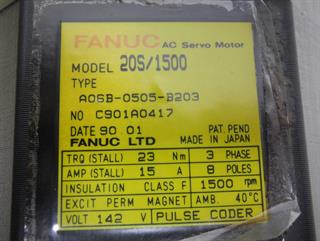 FANUC AC Servo Motor
MODEL 20S/1500
TYPE
A06B-0505-B203
NO C901A0417
DATE 90.01 PAT. PEND
FANUC LTD MADE IN JAPAN
TRQ (STALL) 23 Nm 3 PHASE
AMP (STALL) 15 A 8 POLES
INSULATION CLASS F 1500 rpm
EXCIT PERM MAGNET AMB. 40°C
VOLT 142 V PULSE CODER